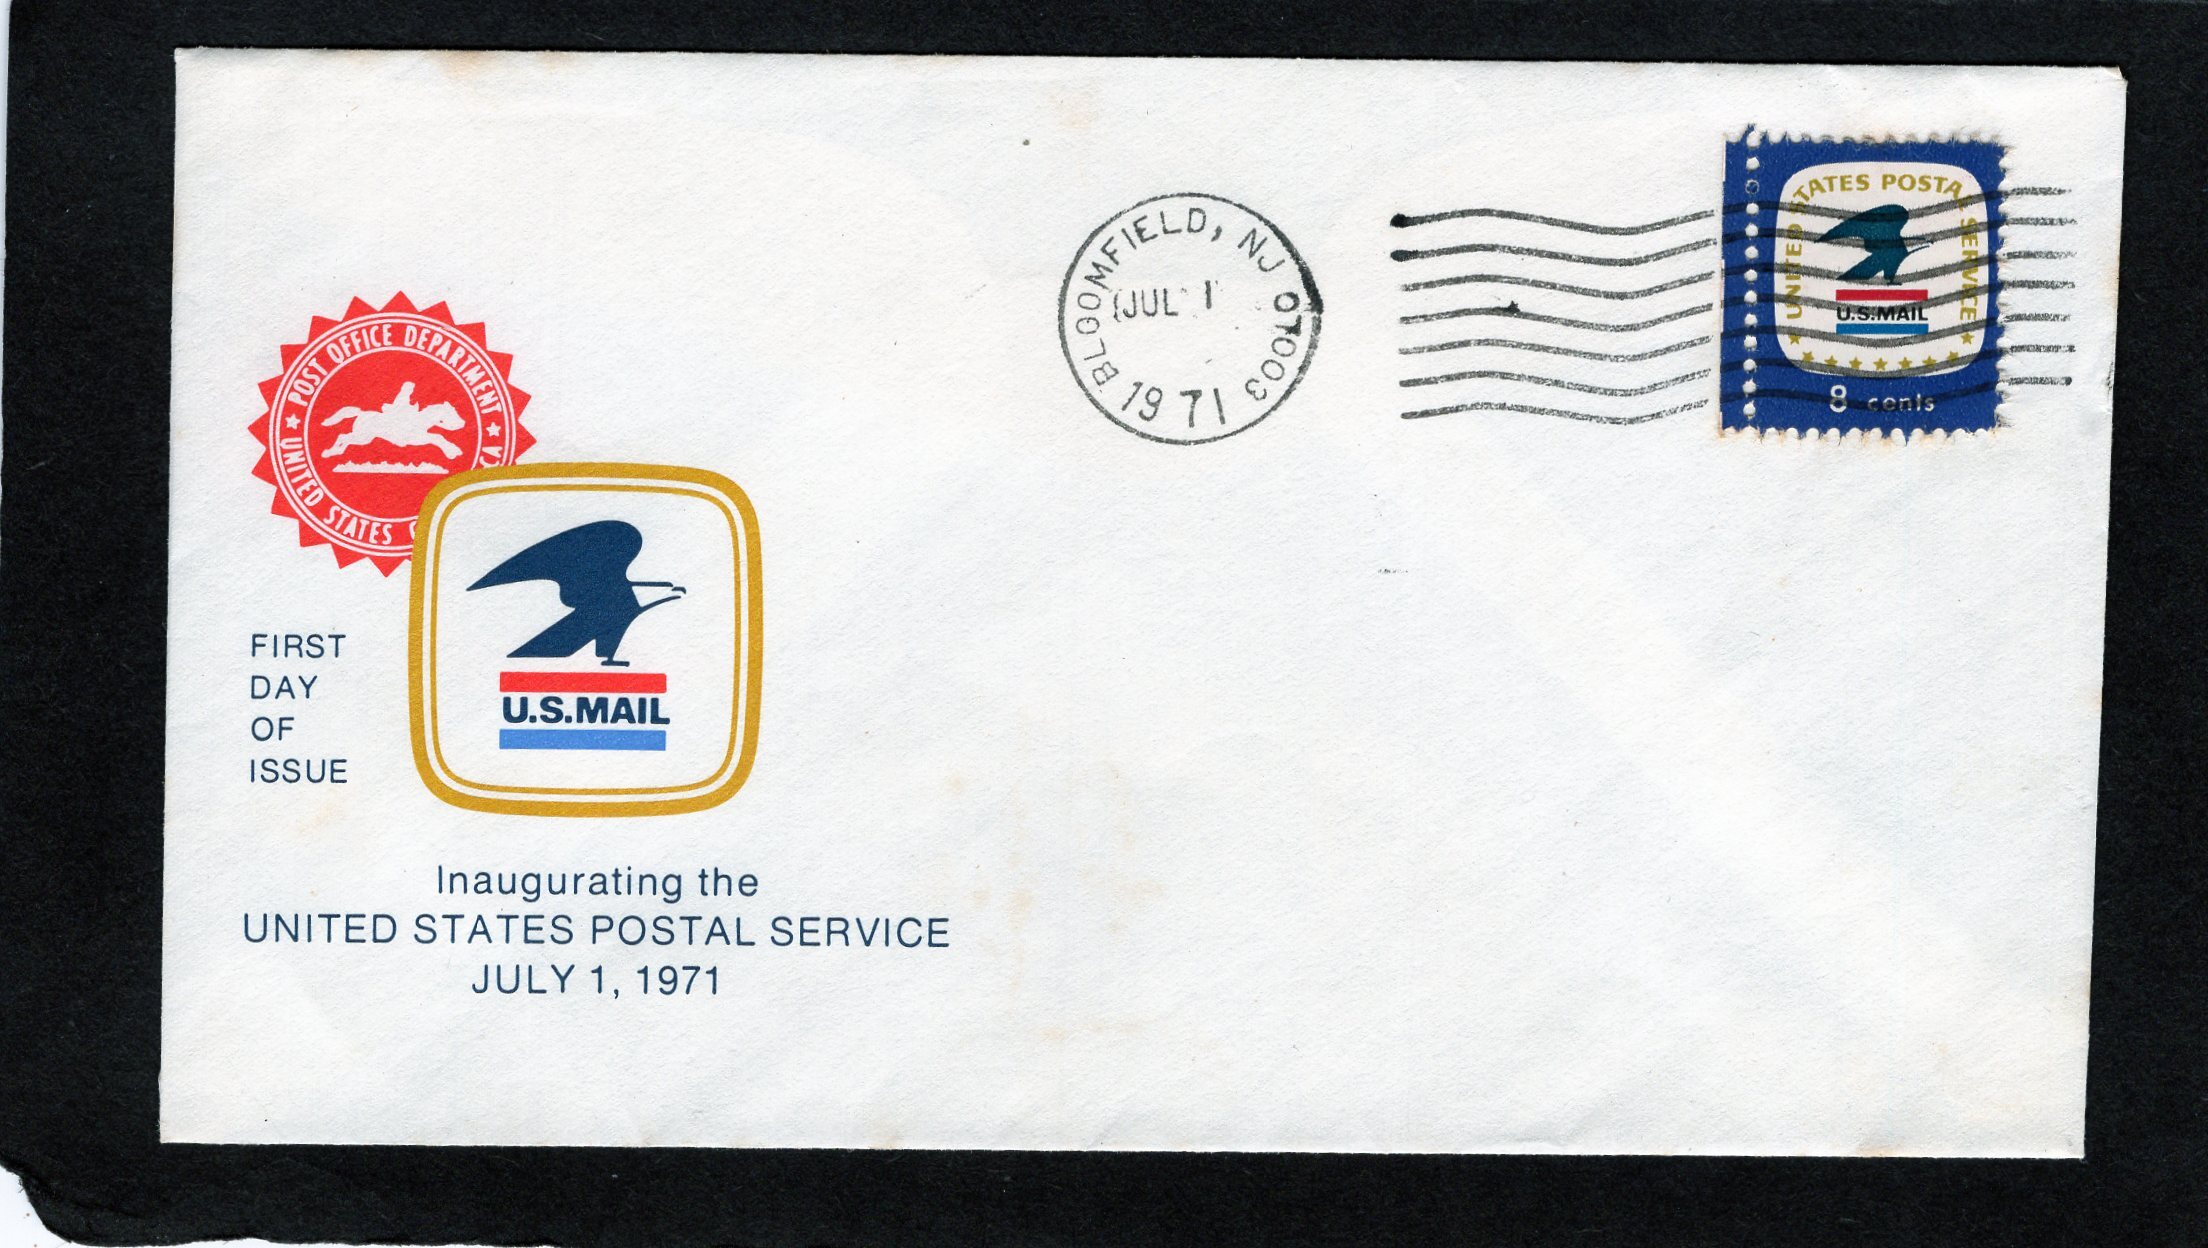 BLOOMFIELD, NJ 07003
JUL 1
1971
UNITED STATES POSTAL SERVICE
U.S.MAIL
8 cents
POST OFFICE DEPARTMENT
UNITED STATES
U.S.MAIL
FIRST
DAY
OF
ISSUE
Inaugurating the
UNITED STATES POSTAL SERVICE
JULY 1, 1971